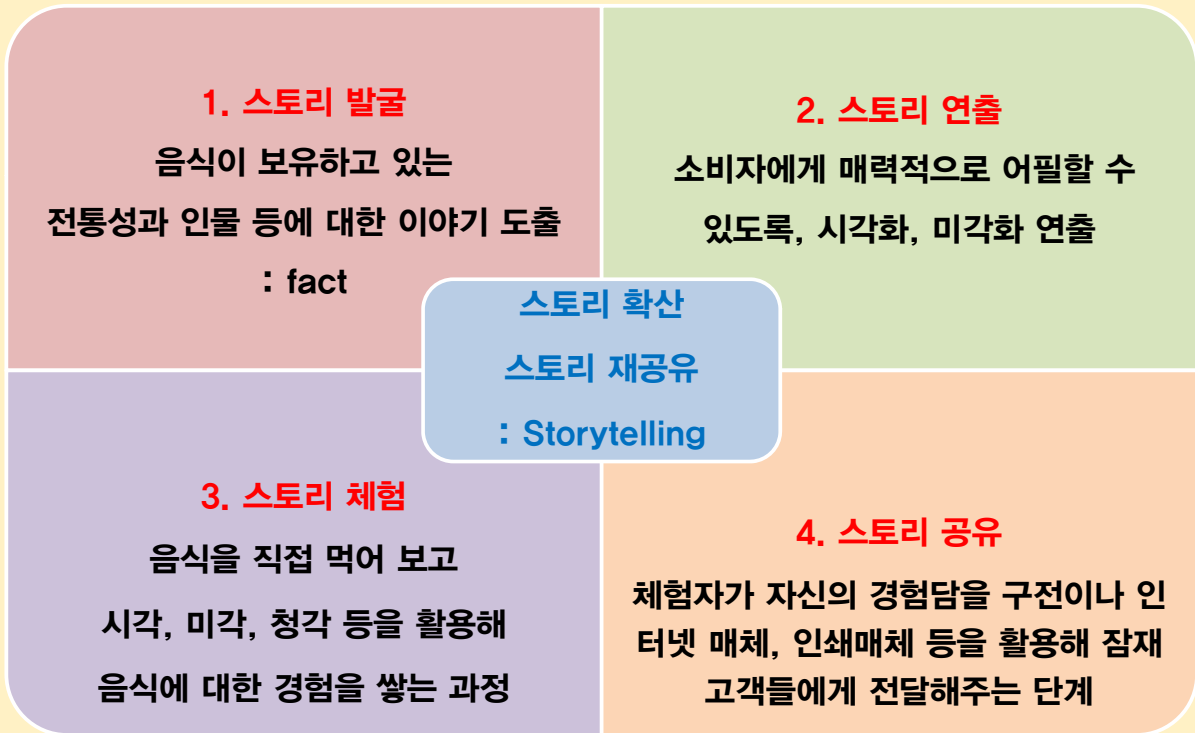 1. 스토리 발굴
음식이 보유하고 있는
전통성과 인물 등에 대한 이야기 도출
: fact
2. 스토리 연출
소비자에게 매력적으로 어필할 수
있도록, 시각화, 미각화 연출
스토리 확산
스토리 재공유
: Storytelling
3. 스토리 체험
음식을 직접 먹어 보고
시각, 미각, 청각 등을 활용해
음식에 대한 경험을 쌓는 과정
4. 스토리 공유
체험자가 자신의 경험담을 구전이나 인
터넷 매체, 인쇄매체 등을 활용해 잠재
고객들에게 전달해주는 단계